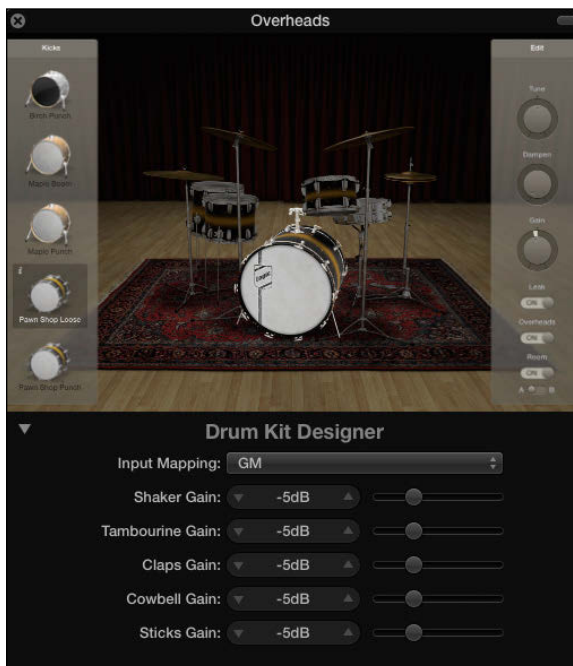 Overheads
Kicks
Birch Punch
Maple Boom
Maple Punch
Pawn Shop Loose
Pawn Shop Punch
Edit
Tune
Dampen
Gain
Leak
ON
Overheads
ON
Room
ON
A B
Drum Kit Designer
Input Mapping: GM
Shaker Gain: -5dB
Tambourine Gain: -5dB
Claps Gain: -5dB
Cowbell Gain: -5dB
Sticks Gain: -5dB